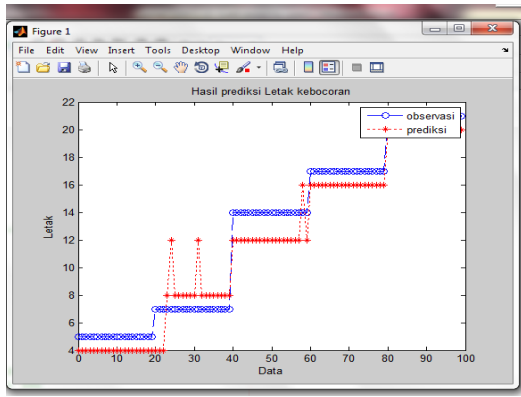 Figure 1
File Edit View Insert Tools Desktop Window Help
Hasil prediksi Letak kebocoran
observasi
prediksi
Letak
22
20
18
16
14
12
10
8
6
4
0 10 20 30 40 50 60 70 80 90 100
Data